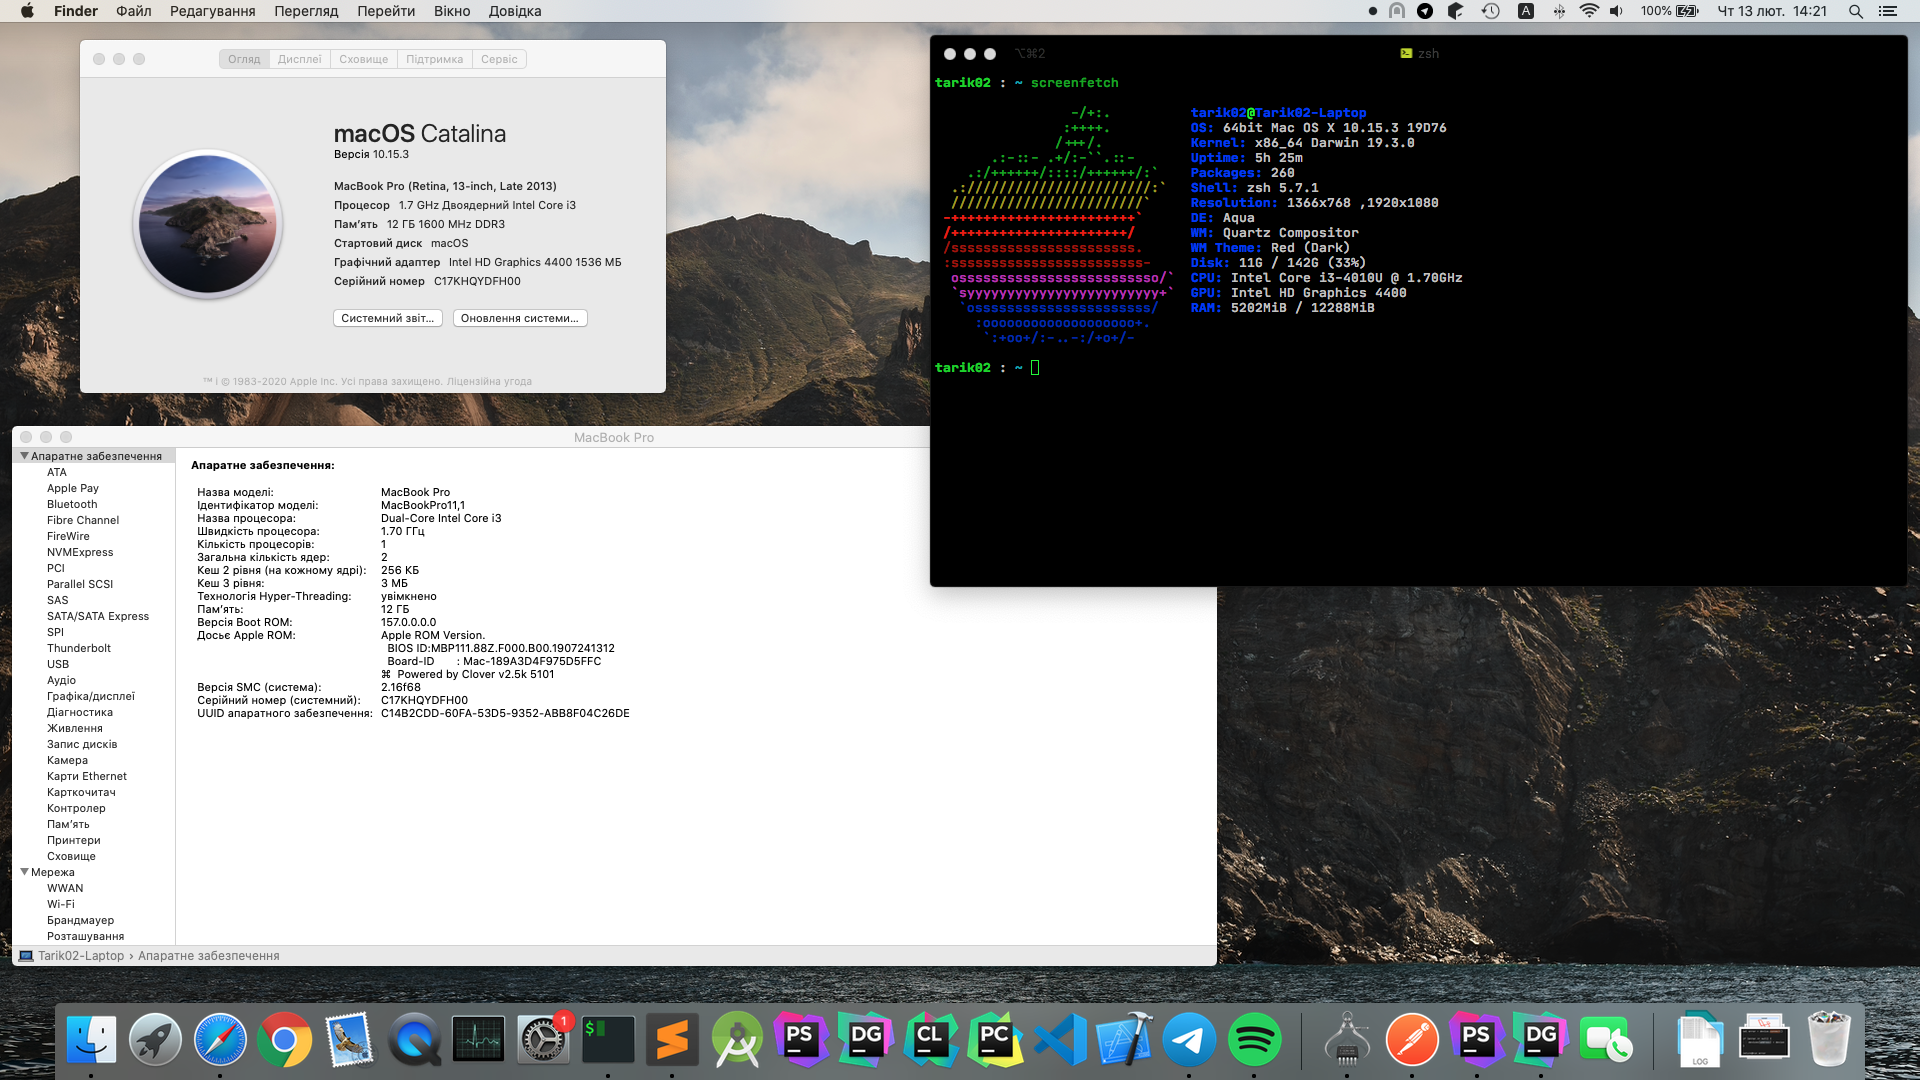 Finder Файл Редагування Перегляд Перейти Вікно Довідка
A 100% Чт 13 лют. 14:21
Огляд Дисплеї Сховище Підтримка Сервіс
macOS Catalina
Версія 10.15.3
MacBook Pro (Retina, 13-inch, Late 2013)
Процесор 1.7 GHz Двоядерний Intel Core i3
Пам'ять 12 ГБ 1600 MHz DDR3
Стартовий диск macOS
Графічний адаптер Intel HD Graphics 4400 1536 МБ
Серійний номер C17KHQYDFH00
Системний звіт... Оновлення системи...
™ і © 1983-2020 Apple Inc. Усі права захищено. Ліцензійна угода
⌥⌘2 zsh
tarik02 : ~ screenfetch
-/+:.
:++++.
/+++/.
.:-::- .+/:-``.::-
.:/++++++/::::/++++++/:`
.:///////////////////////:`
////////////////////////`
-+++++++++++++++++++++++`
/++++++++++++++++++++++/
/sssssssssssssssssssssss.
:ssssssssssssssssssssssss-
osssssssssssssssssssssssso/`
`syyyyyyyyyyyyyyyyyyyyyyyy+`
`ossssssssssssssssssssss/
:ooooooooooooooooooo+.
`:+oo+/:-..-:/+o+/-
tarik02@Tarik02-Laptop
OS: 64bit Mac OS X 10.15.3 19D76
Kernel: x86_64 Darwin 19.3.0
Uptime: 5h 25m
Packages: 260
Shell: zsh 5.7.1
Resolution: 1366x768 ,1920x1080
DE: Aqua
WM: Quartz Compositor
WM Theme: Red (Dark)
Disk: 11G / 142G (33%)
CPU: Intel Core i3-4010U @ 1.70GHz
GPU: Intel HD Graphics 4400
RAM: 5202MiB / 12288MiB
tarik02 : ~
MacBook Pro
Апаратне забезпечення
ATA
Apple Pay
Bluetooth
Fibre Channel
FireWire
NVMExpress
PCI
Parallel SCSI
SAS
SATA/SATA Express
SPI
Thunderbolt
USB
Аудіо
Графіка/дисплеї
Діагностика
Живлення
Запис дисків
Камера
Карти Ethernet
Карткочитач
Контролер
Пам'ять
Принтери
Сховище
Мережа
WWAN
Wi-Fi
Брандмауер
Розташування
Апаратне забезпечення:
Назва моделі: MacBook Pro
Ідентифікатор моделі: MacBookPro11,1
Назва процесора: Dual-Core Intel Core i3
Швидкість процесора: 1.70 ГГц
Кількість процесорів: 1
Загальна кількість ядер: 2
Кеш 2 рівня (на кожному ядрі): 256 КБ
Кеш 3 рівня: 3 МБ
Технологія Hyper-Threading: увімкнено
Пам'ять: 12 ГБ
Версія Boot ROM: 157.0.0.0.0
Досьє Apple ROM: Apple ROM Version.
BIOS ID:MBP111.88Z.F000.B00.1907241312
Board-ID : Mac-189A3D4F975D5FFC
⌘ Powered by Clover v2.5k 5101
Версія SMC (система): 2.16f68
Серійний номер (системний): C17KHQYDFH00
UUID апаратного забезпечення: C14B2CDD-60FA-53D5-9352-ABB8F04C26DE
Tarik02-Laptop › Апаратне забезпечення
1 $ PS DG CL PC PS DG LOG